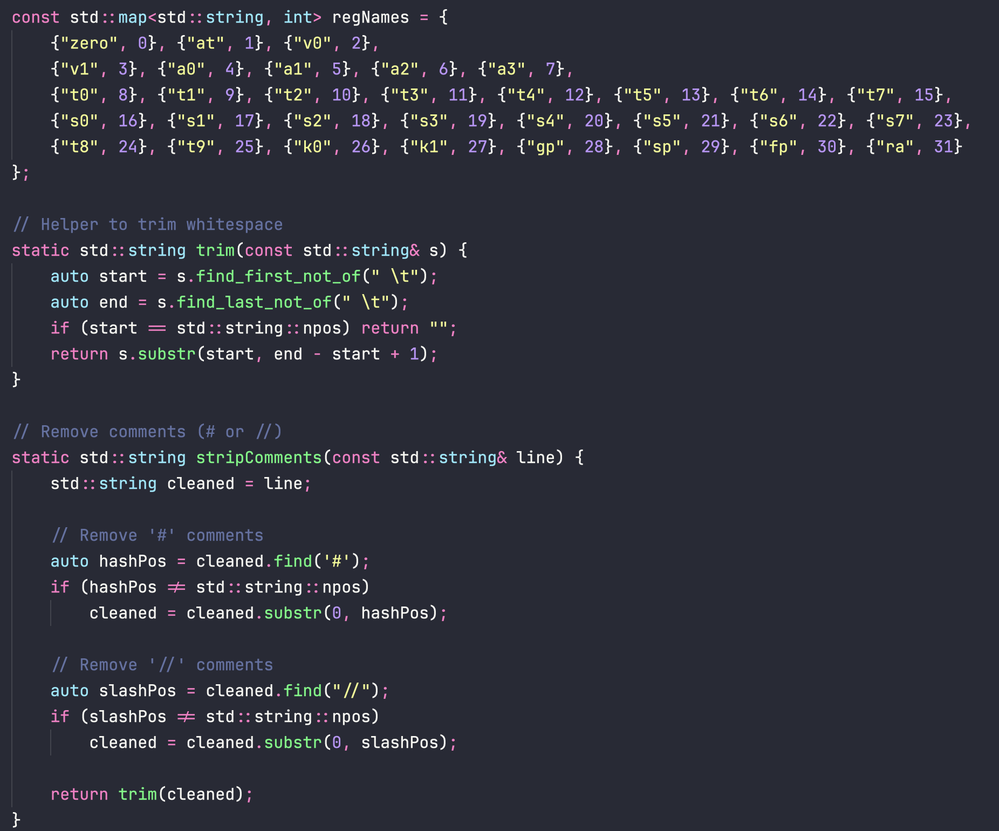 const std::map<std::string, int> regNames = {
    {"zero", 0}, {"at", 1}, {"v0", 2},
    {"v1", 3}, {"a0", 4}, {"a1", 5}, {"a2", 6}, {"a3", 7},
    {"t0", 8}, {"t1", 9}, {"t2", 10}, {"t3", 11}, {"t4", 12}, {"t5", 13}, {"t6", 14}, {"t7", 15},
    {"s0", 16}, {"s1", 17}, {"s2", 18}, {"s3", 19}, {"s4", 20}, {"s5", 21}, {"s6", 22}, {"s7", 23},
    {"t8", 24}, {"t9", 25}, {"k0", 26}, {"k1", 27}, {"gp", 28}, {"sp", 29}, {"fp", 30}, {"ra", 31}
};

// Helper to trim whitespace
static std::string trim(const std::string& s) {
    auto start = s.find_first_not_of(" \t");
    auto end = s.find_last_not_of(" \t");
    if (start == std::string::npos) return "";
    return s.substr(start, end - start + 1);
}

// Remove comments (# or //)
static std::string stripComments(const std::string& line) {
    std::string cleaned = line;

    // Remove '#' comments
    auto hashPos = cleaned.find('#');
    if (hashPos != std::string::npos)
        cleaned = cleaned.substr(0, hashPos);

    // Remove '//' comments
    auto slashPos = cleaned.find("//");
    if (slashPos != std::string::npos)
        cleaned = cleaned.substr(0, slashPos);

    return trim(cleaned);
}